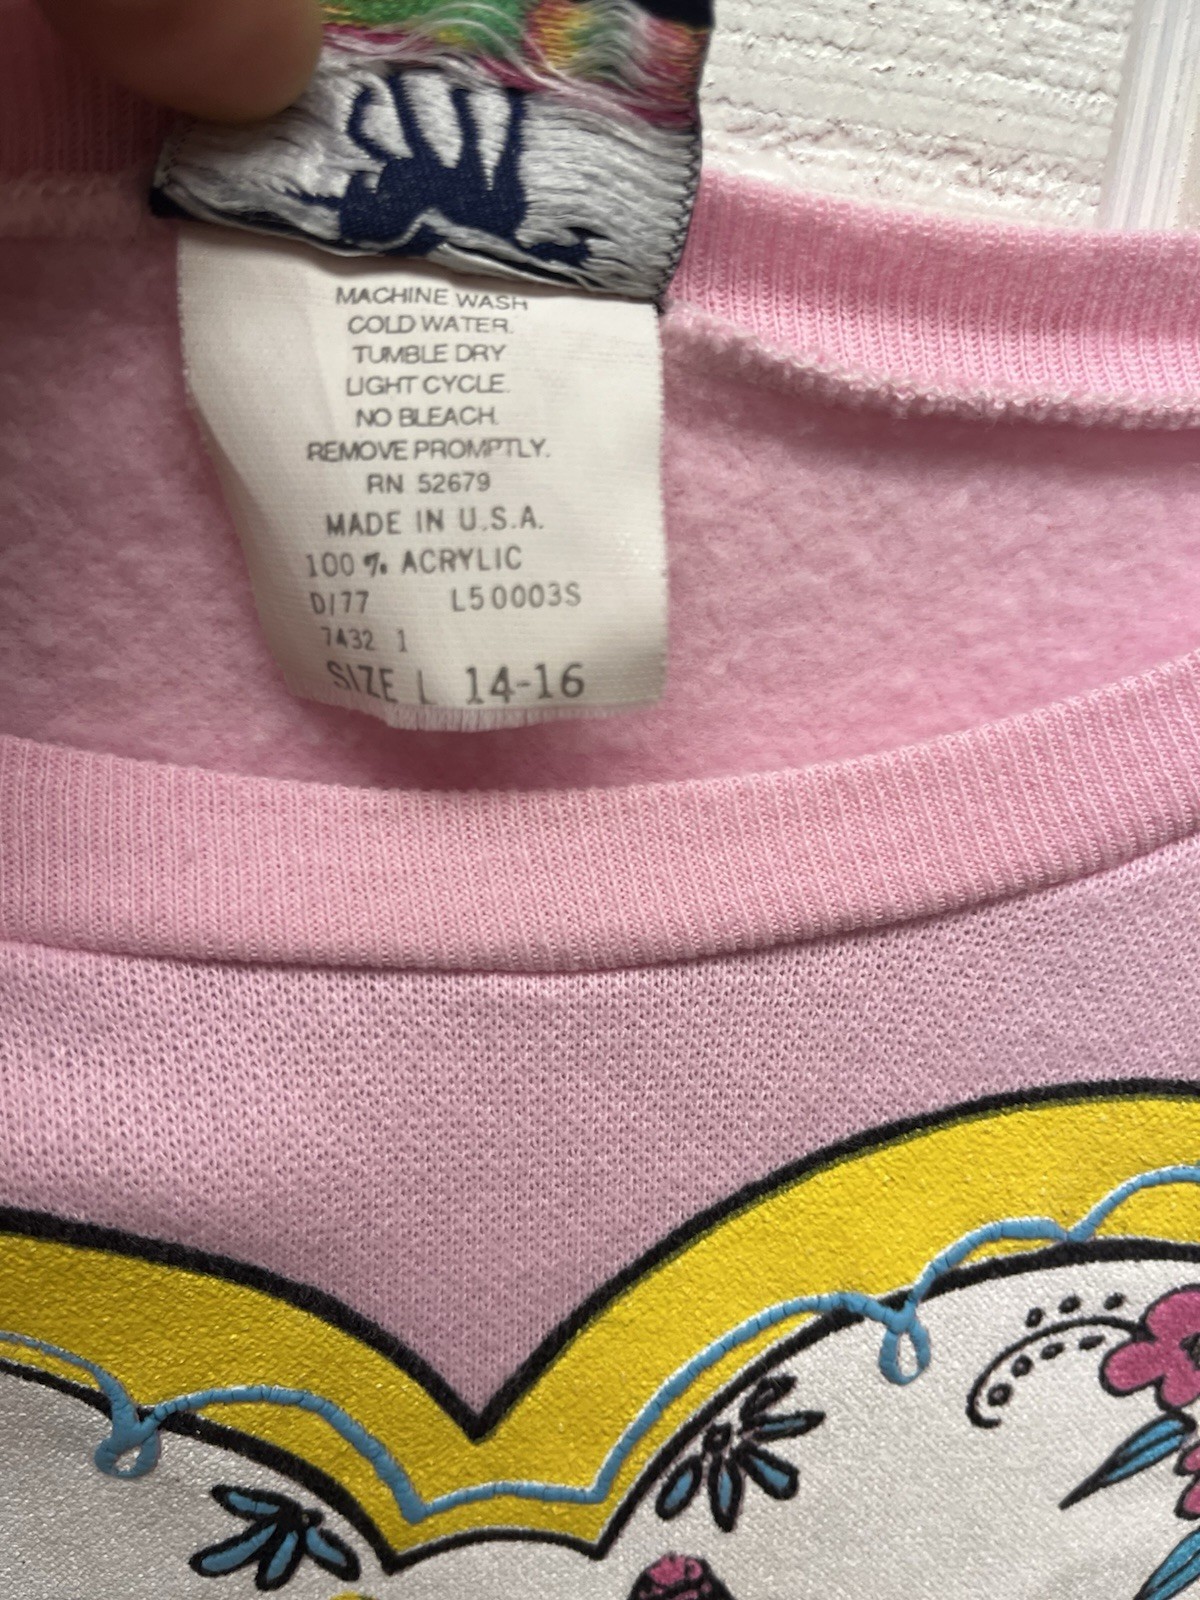 MACHINE WASH
COLD WATER.
TUMBLE DRY
LIGHT CYCLE.
NO BLEACH.
REMOVE PROMPTLY.
RN 52679
MADE IN U.S.A.
100% ACRYLIC
D/77 L50003S
7432 1
SIZE L 14-16